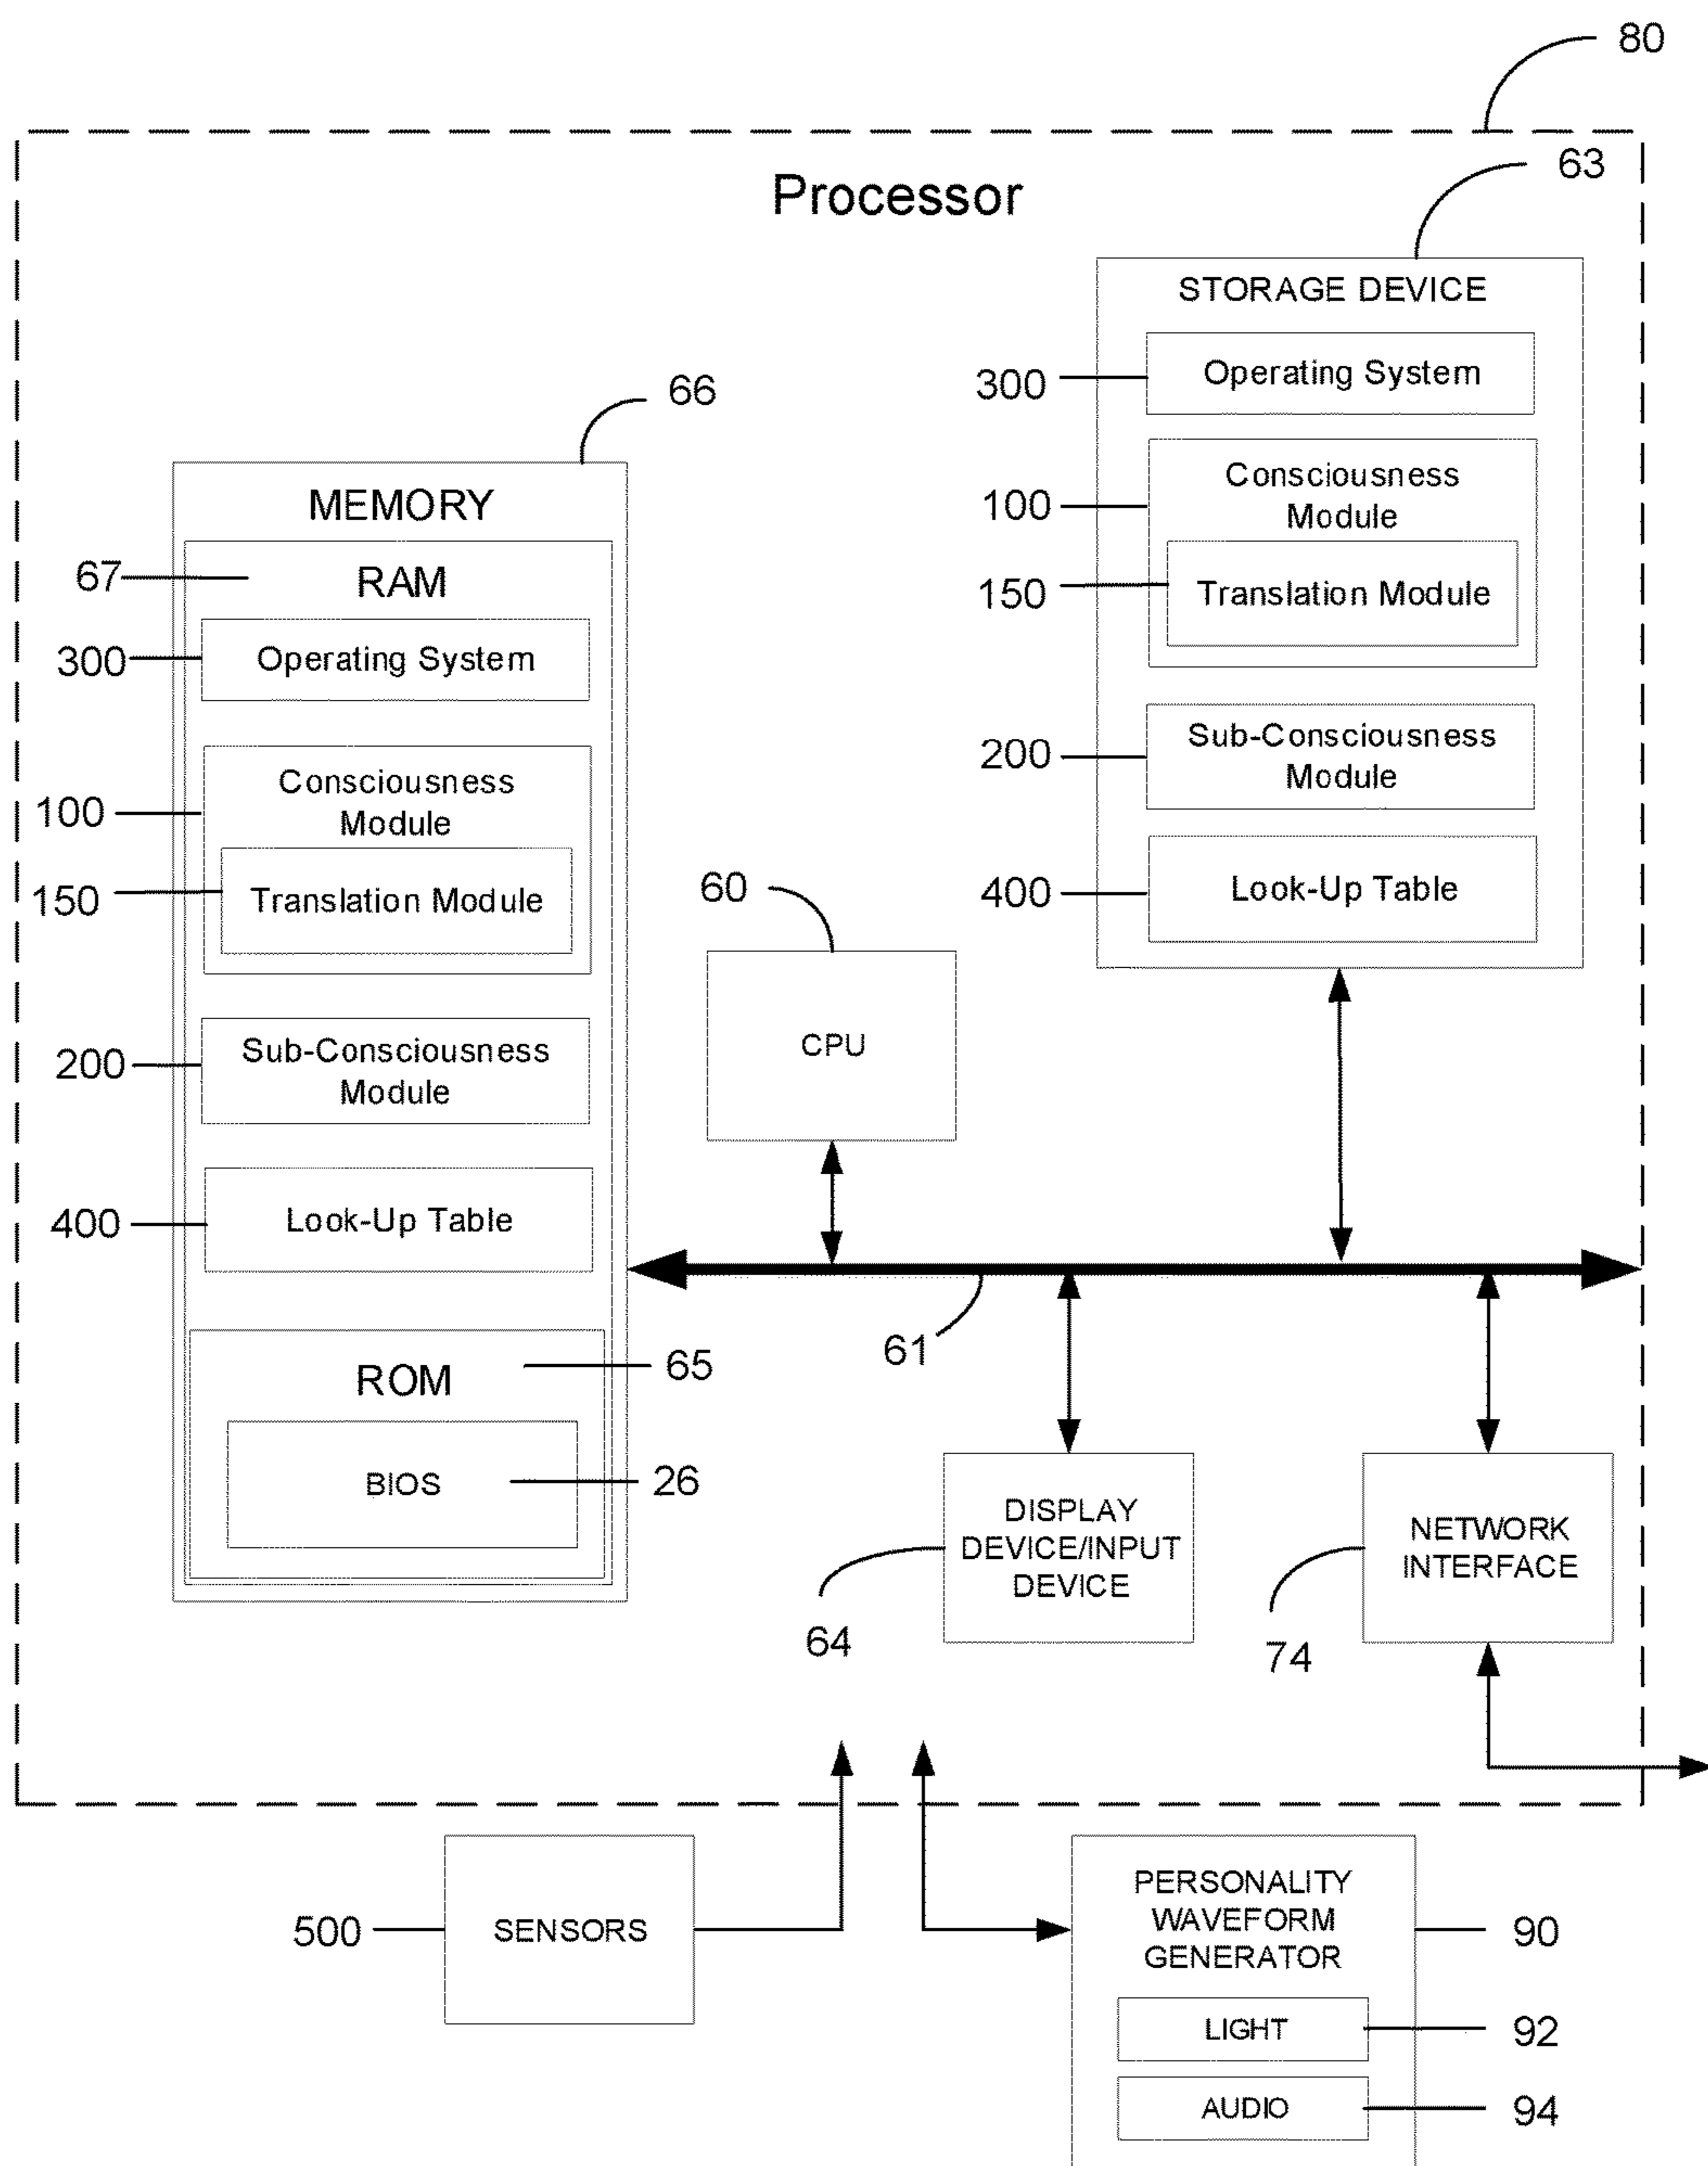 80
Processor
63
STORAGE DEVICE
300
Operating System
100
Consciousness
Module
150
Translation Module
200
Sub-Consciousness
Module
400
Look-Up Table
66
MEMORY
67
RAM
300
Operating System
100
Consciousness
Module
150
Translation Module
200
Sub-Consciousness
Module
400
Look-Up Table
65
ROM
BIOS
26
60
CPU
61
DISPLAY
DEVICE/INPUT
DEVICE
64
NETWORK
INTERFACE
74
500
SENSORS
PERSONALITY
WAVEFORM
GENERATOR
90
LIGHT
92
AUDIO
94